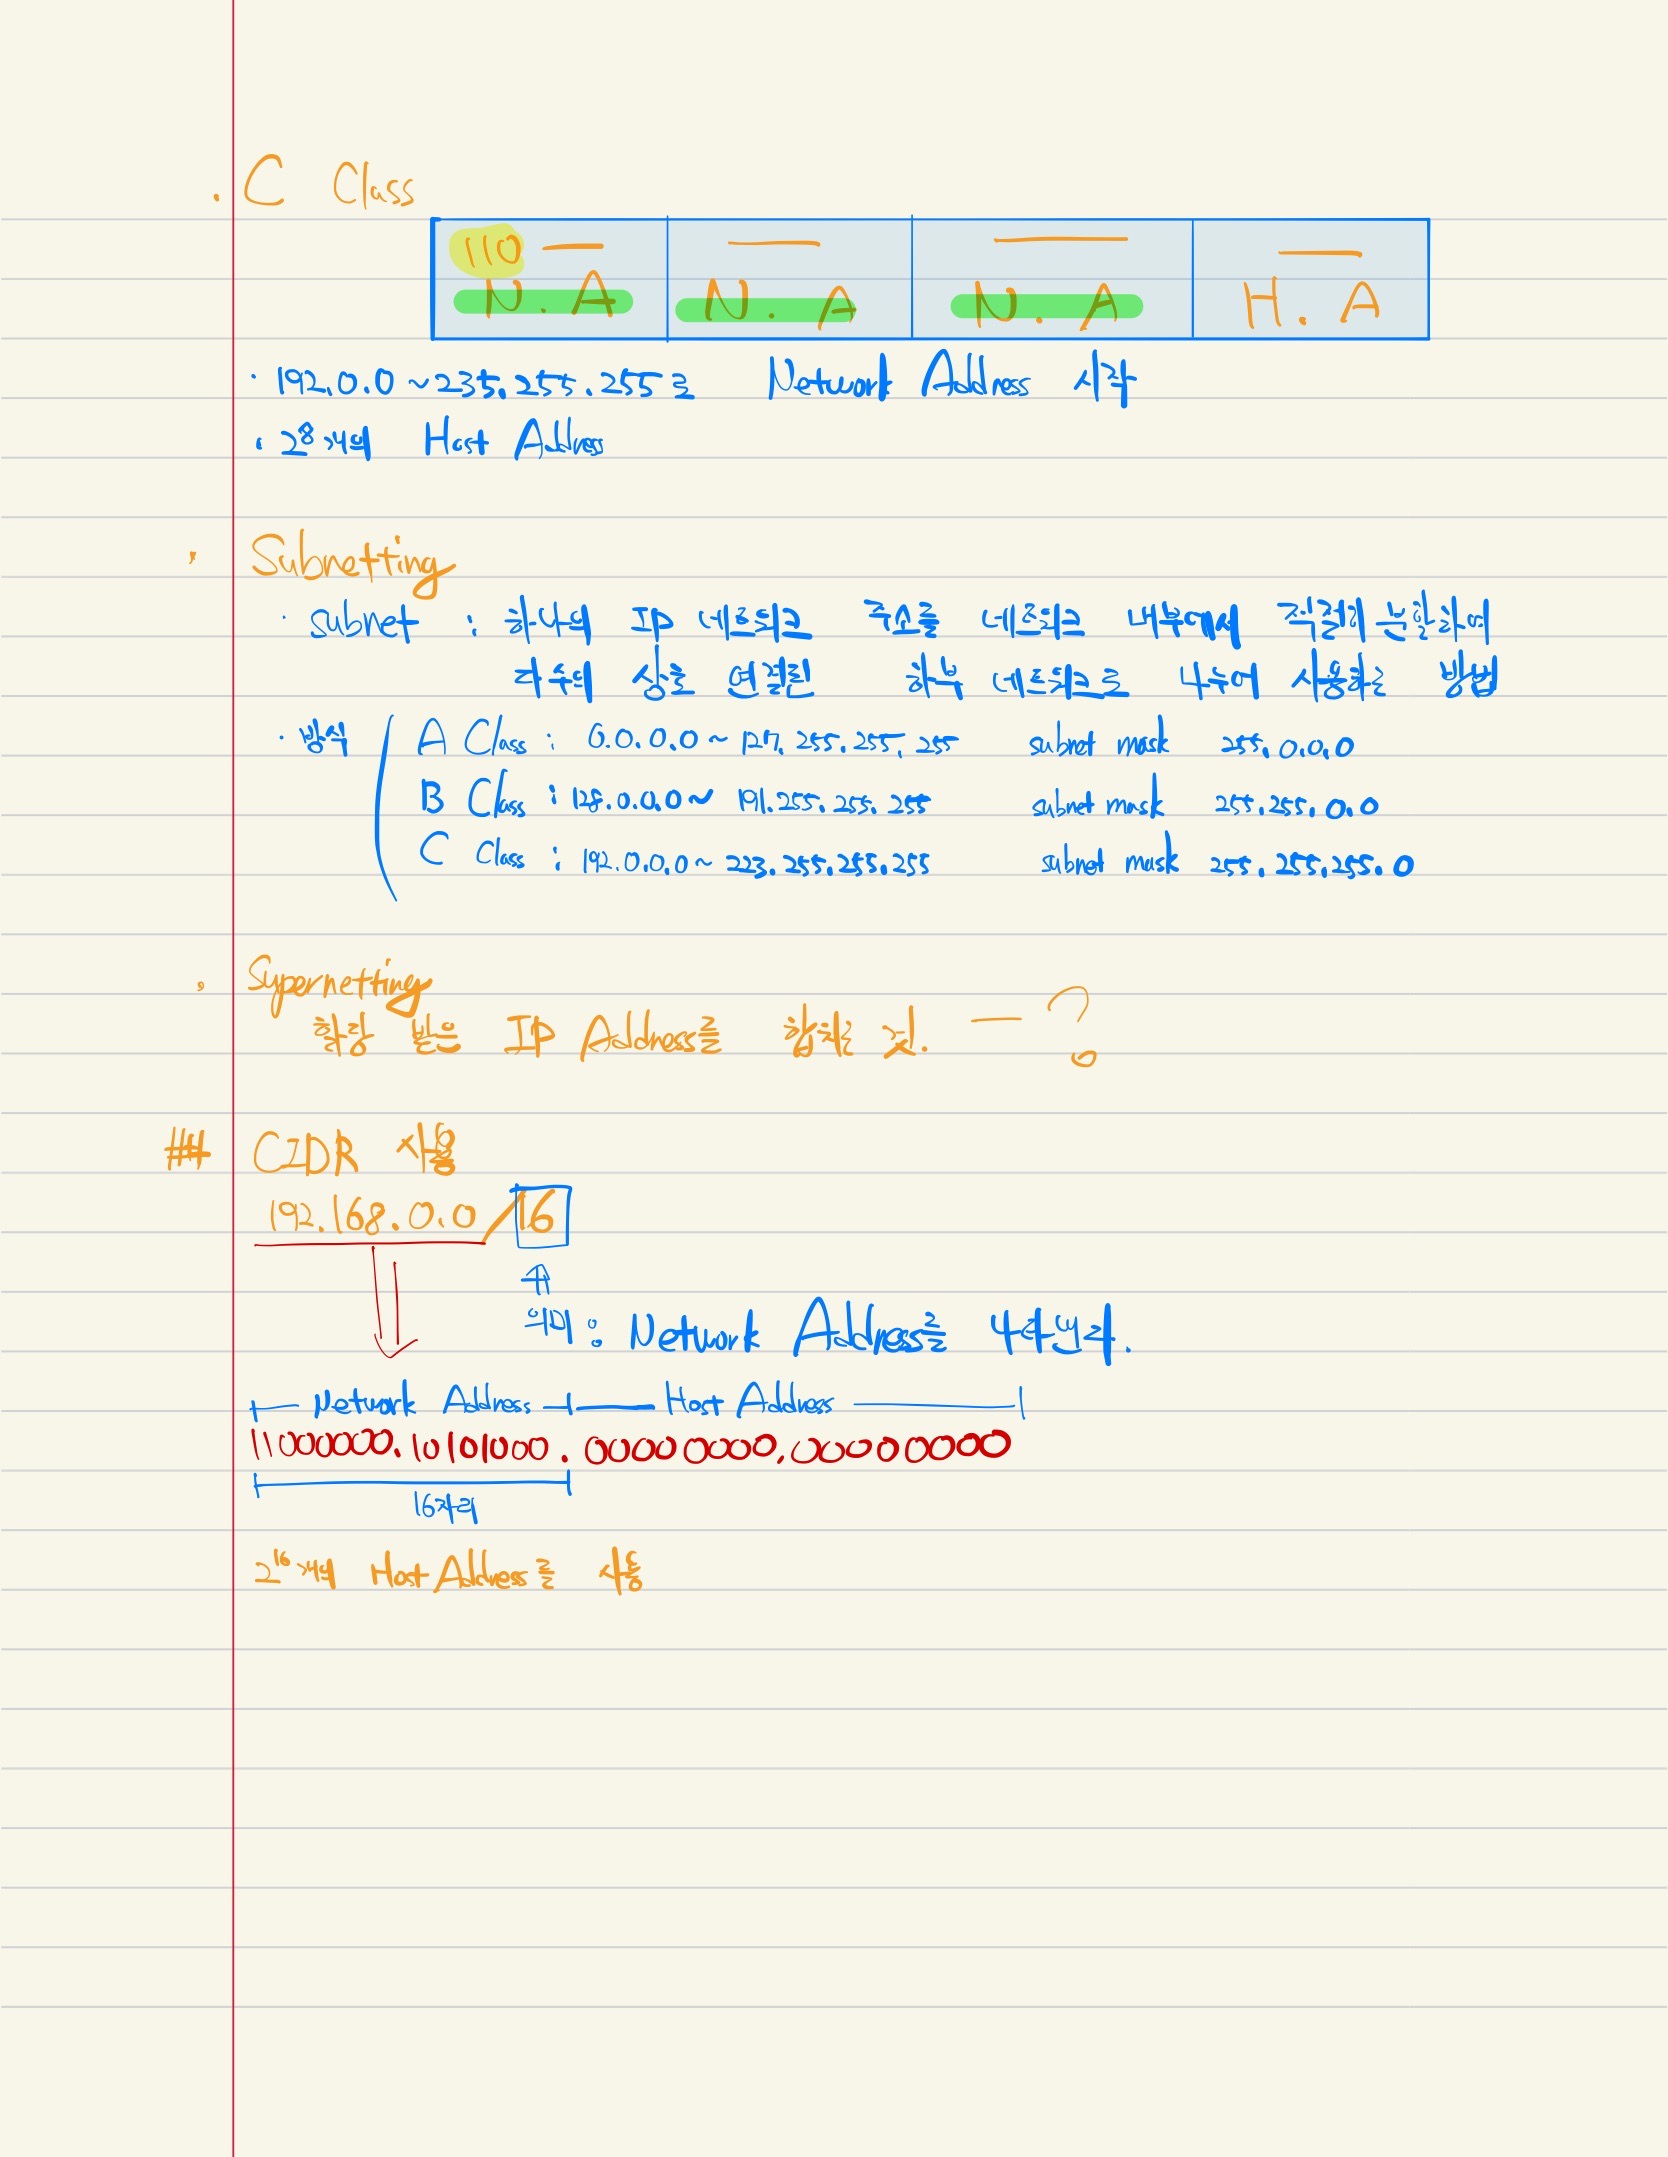 · C Class
110
N. A N. A N. A H. A
· 192.0.0 ~ 235.255.255로 Network Address 시작
· 2⁸개의 Host Address
· Subnetting
· subnet : 하나의 IP 네트워크 주소를 네트워크 내부에서 적절히 분할하여
다수의 상호 연결된 하부 네트워크로 나누어 사용하는 방법
· 방식
A Class : 0.0.0.0 ~ 127.255.255.255 subnet mask 255.0.0.0
B Class : 128.0.0.0 ~ 191.255.255.255 subnet mask 255.255.0.0
C Class : 192.0.0.0 ~ 223.255.255.255 subnet mask 255.255.255.0
· Supernetting
할당 받은 IP Address를 합치는 것. — ?
## CIDR 사용
192.168.0.0/16
의미 : Network Address를 나타낸다.
Network Address Host Address
11000000.10101000.00000000.00000000
16자리
2¹⁶개의 Host Address를 사용